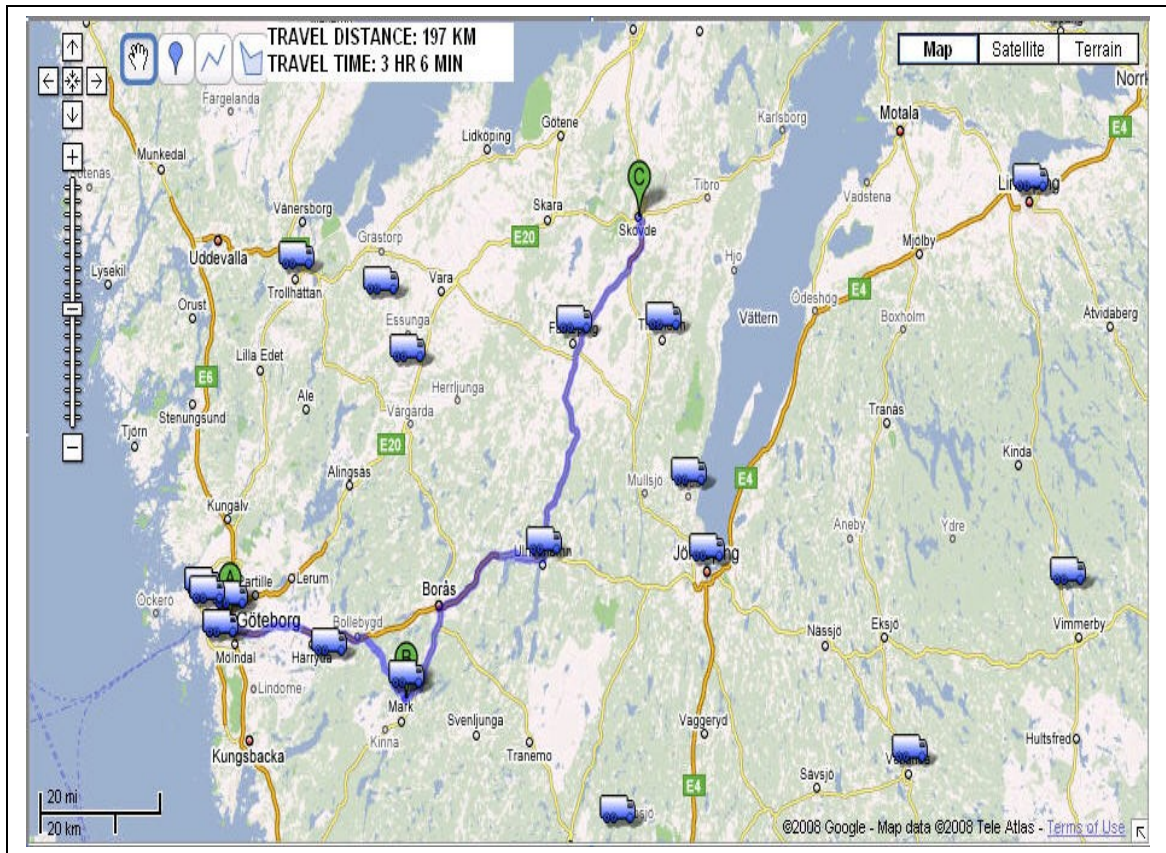 TRAVEL DISTANCE: 197 KM
TRAVEL TIME: 3 HR 6 MIN
Map
Satellite
Terrain
Färgelanda
Götene
Karlsborg
Motala
E4
Lidköping
Munkedal
C
Tibro
Vadstena
Vänersborg
Skara
Skövde
Grästorp
E20
Uddevalla
Mjölby
Hjo
Lysekil
Trollhättan
Vara
E4
Ödeshög
Orust
Essunga
Vättern
Boxholm
Åtvidaberg
Lilla Edet
E6
Herrljunga
Ale
Stenungsund
Vårgårda
Tranås
Tjörn
E20
Kinda
Alingsås
E4
Mullsjö
Kungälv
Aneby
Ydre
A
Lerum
Öckerö
Borås
Göteborg
Bollebygd
Nässjö
Eksjö
Vimmerby
Mölndal
B
Lindome
Mark
Svenljunga
Vaggeryd
Kinna
Tranemo
Hultsfred
Kungsbacka
Sävsjö
E4
20 mi
20 km
©2008 Google - Map data ©2008 Tele Atlas - Terms of Use